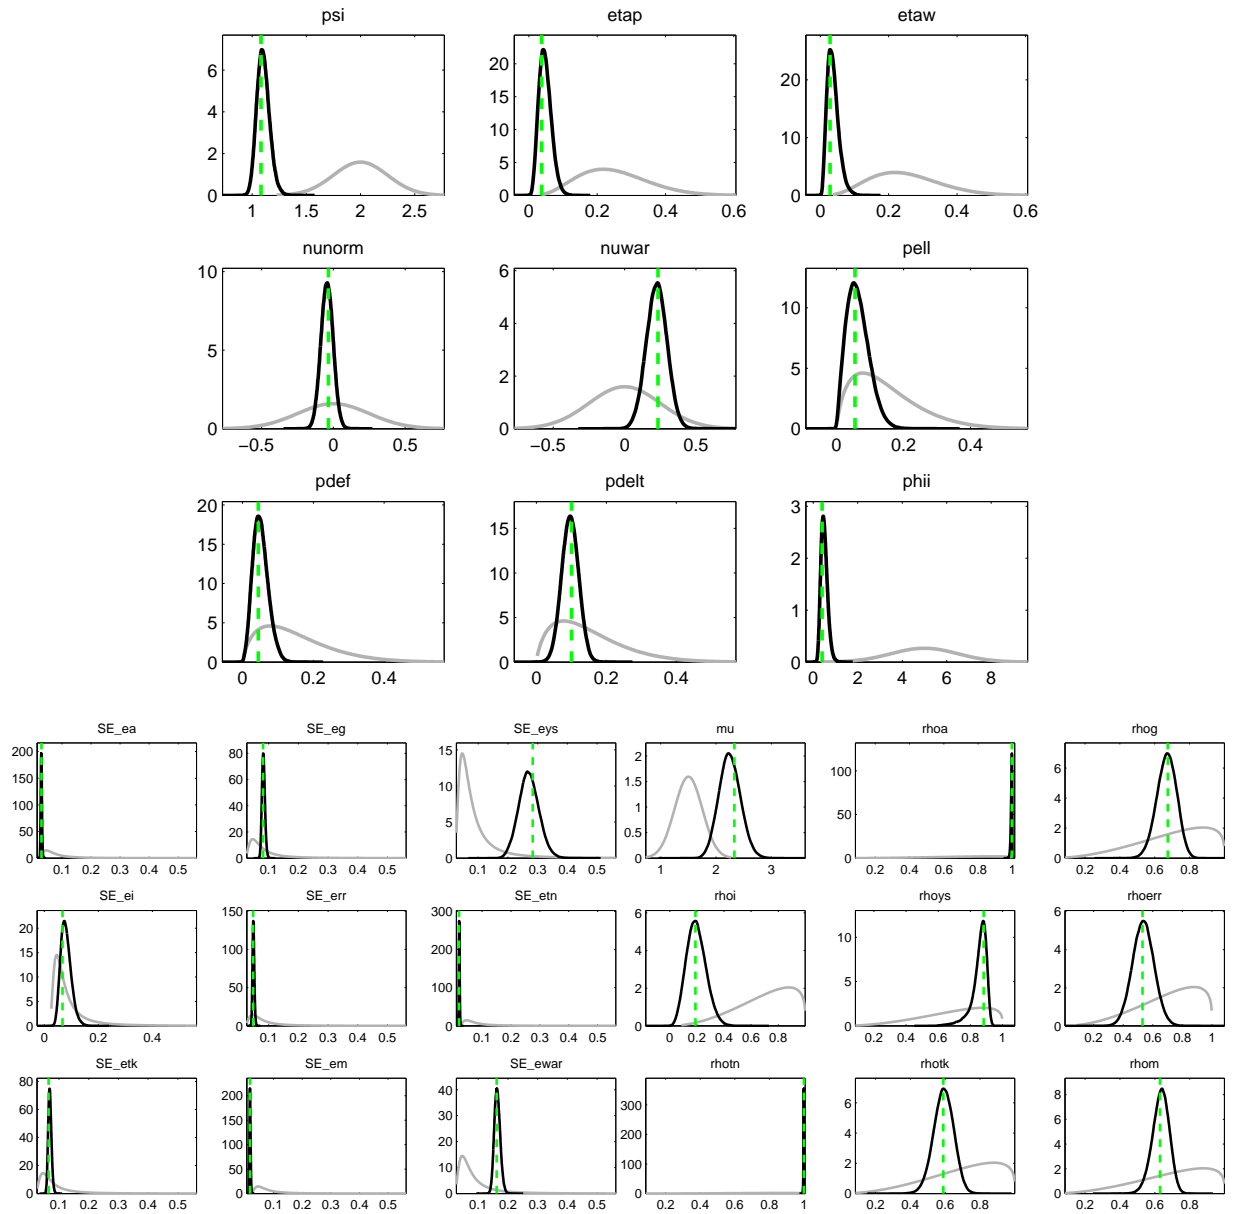 psi etap etaw
6 20 20
4 15
2 10 10
5
0 0 0
1 1.5 2 2.5 0 0.2 0.4 0.6 0 0.2 0.4 0.6
nunorm nuwar pell
10 6
10
4
5 5
2
0 0 0
−0.5 0 0.5 −0.5 0 0.5 0 0.2 0.4
pdef pdelt phii
20 3
15 15
2
10 10
5 5 1
0 0 0
0 0.2 0.4 0 0.2 0.4 0 2 4 6 8
SE_ea SE_eg SE_eys mu rhoa rhog
200 80 15 2
150 60 10 1.5 100 6
100 40 1 4
50 20 5 0.5 50 2
0 0 0 0 0 0
0.1 0.2 0.3 0.4 0.5 0.1 0.2 0.3 0.4 0.5 0.1 0.2 0.3 0.4 0.5 1 2 3 1 0.2 0.4 0.6 0.8
SE_ei SE_err SE_etn rhoi rhoys rhoerr
20 150 300 6 6
15 100 200 4 10 4
10
5 50 100 2 5 2
0 0 0 0 0 0
0 0.2 0.4 0.1 0.2 0.3 0.4 0.5 0.1 0.2 0.3 0.4 0.5 0.2 0.4 0.6 0.8 0.2 0.4 0.6 0.8 1 0.2 0.4 0.6 0.8 1
SE_etk SE_em SE_ewar rhotn rhotk rhom
80 200 40 300 6 8
60 150 30 6
40 100 20 200 4 4
20 50 10 100 2 2
0 0 0 0 0 0
0.1 0.2 0.3 0.4 0.5 0.1 0.2 0.3 0.4 0.5 0.1 0.2 0.3 0.4 0.5 1 0.2 0.4 0.6 0.8 0.2 0.4 0.6 0.8